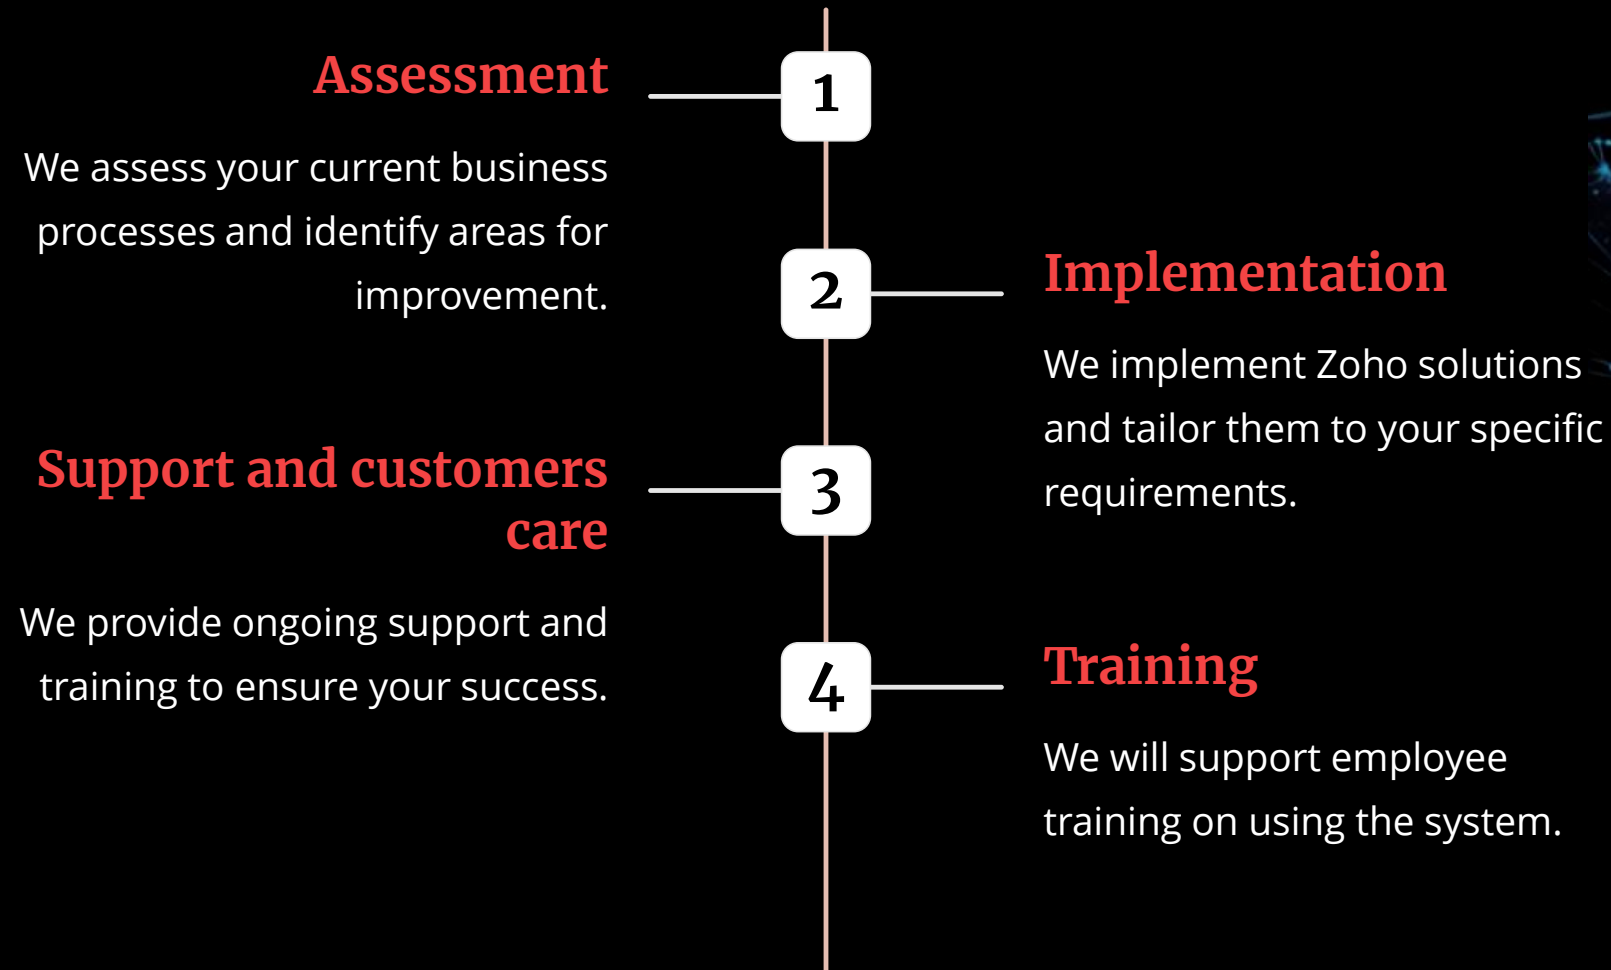 1
Assessment
We assess your current business
processes and identify areas for
improvement.
2
Implementation
We implement Zoho solutions
and tailor them to your specific
requirements.
3
Support and customers
care
We provide ongoing support and
training to ensure your success.
4
Training
We will support employee
training on using the system.